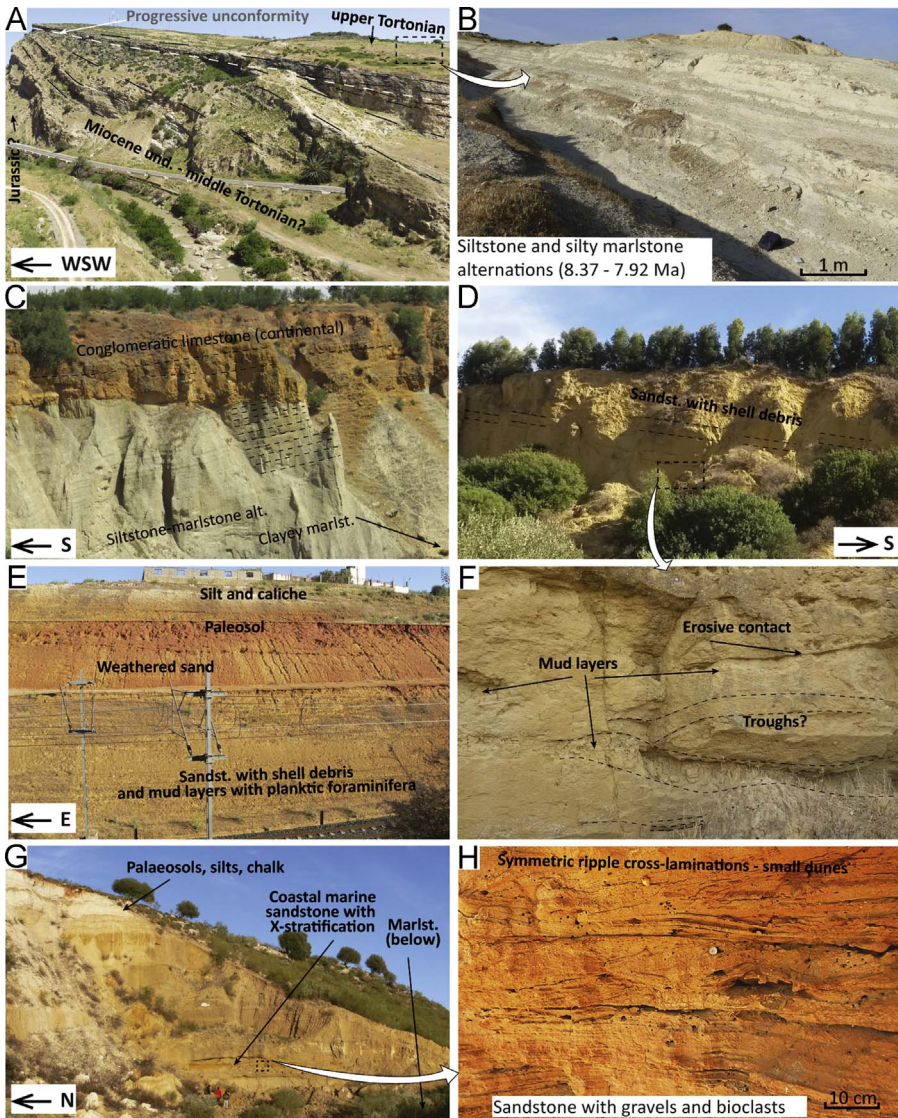 A
Progressive unconformity
upper Tortonian
Jurassic ?
Miocene und. - middle Tortonian?
WSW
B
Siltstone and silty marlstone
alternations (8.37 - 7.92 Ma)
1 m
C
Conglomeratic limestone (continental)
Siltstone-marlstone alt.
Clayey marlst.
S
D
Sandst. with shell debris
S
E
Silt and caliche
Paleosol
Weathered sand
Sandst. with shell debris
and mud layers with planktic foraminifera
E
F
Erosive contact
Mud layers
Troughs?
G
Palaeosols, silts, chalk
Coastal marine
sandstone with
X-stratification
Marlst.
(below)
N
H
Symmetric ripple cross-laminations - small dunes
10 cm
Sandstone with gravels and bioclasts